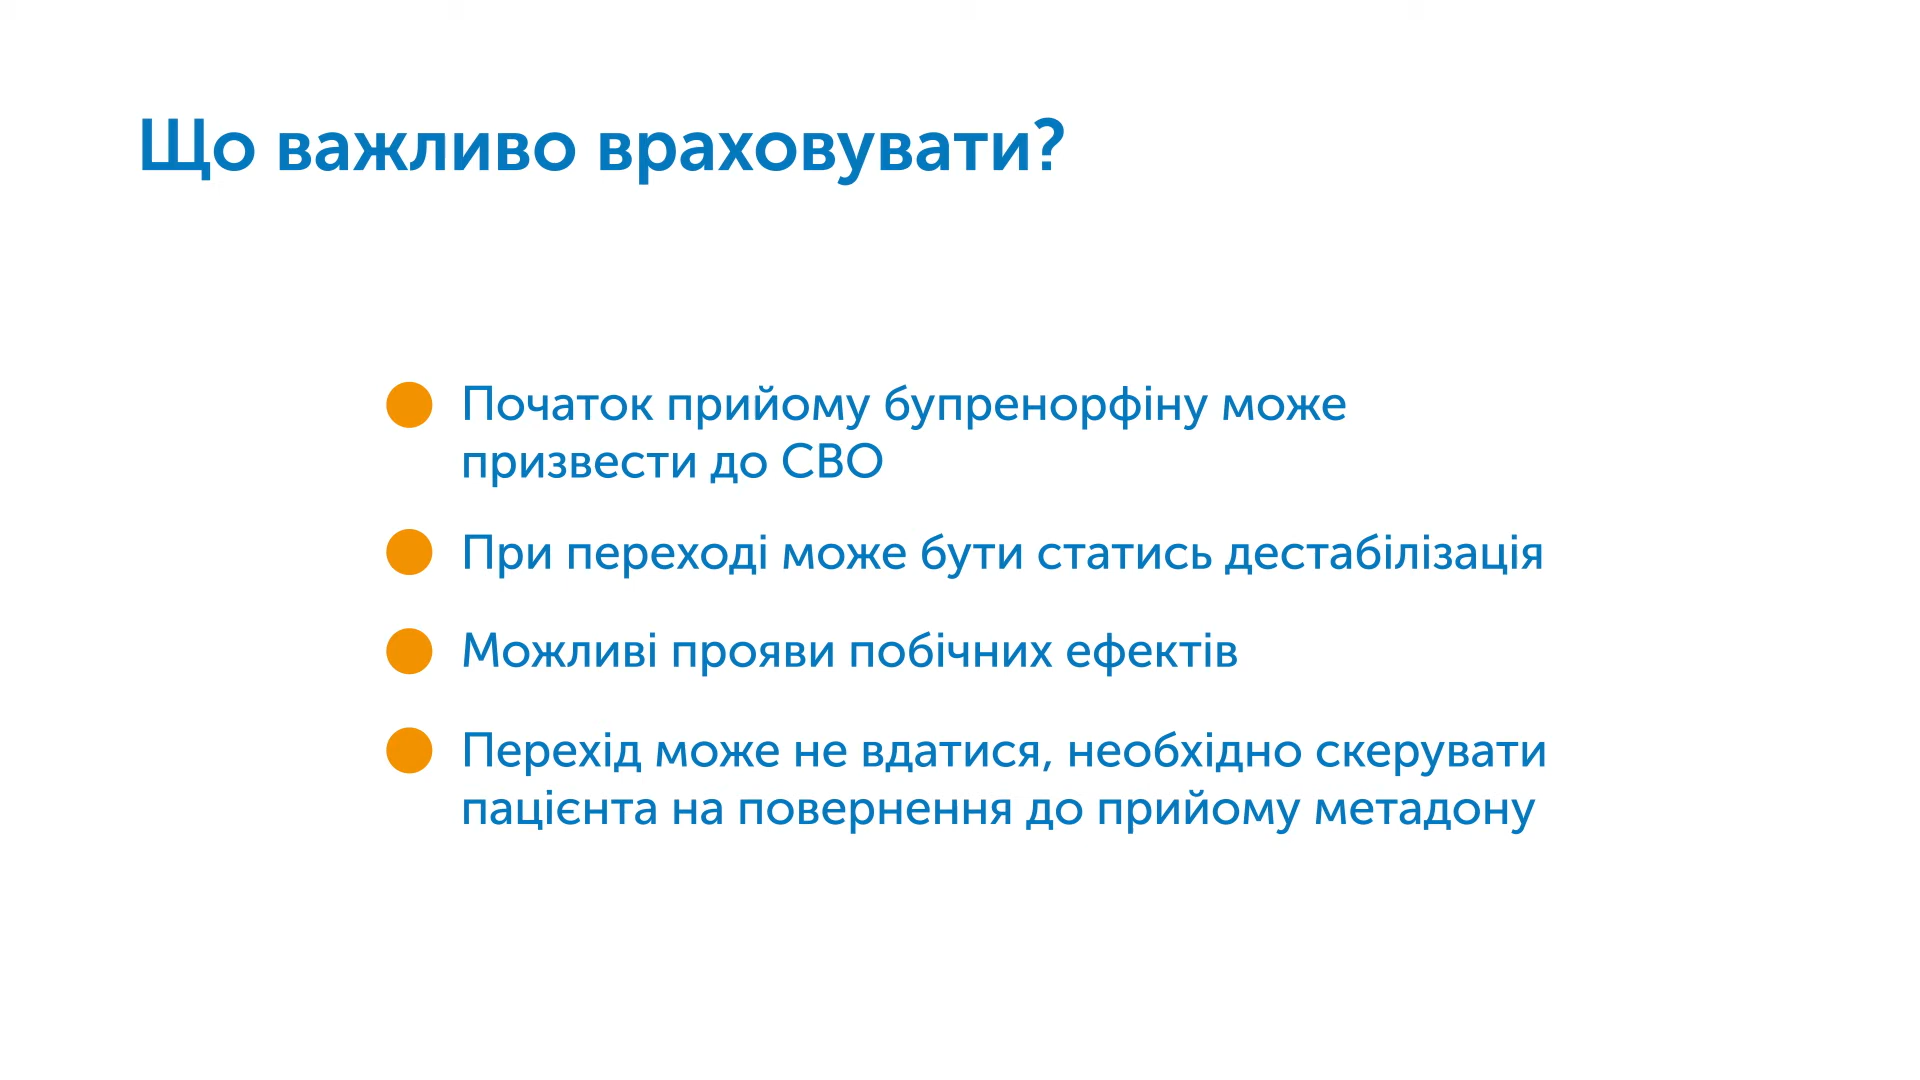 Що важливо враховувати?
Початок прийому бупренорфіну може
призвести до СВО
При переході може бути статись дестабілізація
Можливі прояви побічних ефектів
Перехід може не вдатися, необхідно скерувати
пацієнта на повернення до прийому метадону